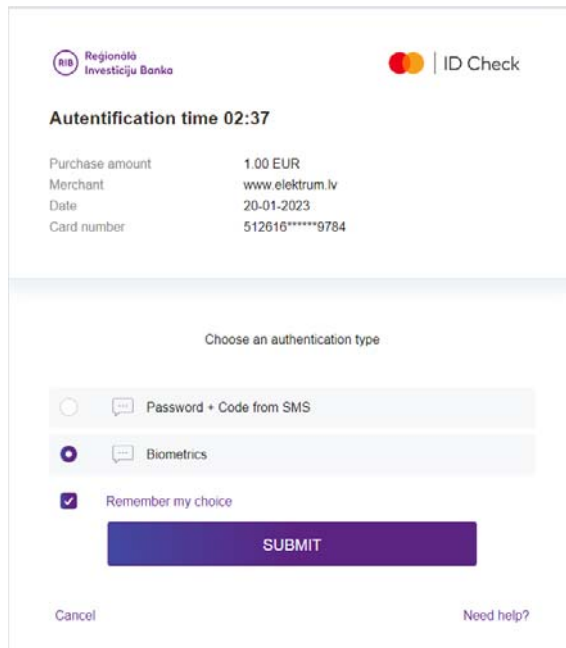 RIB
Reģionālā
Investīciju Banka
ID Check
Autentification time 02:37
Purchase amount 1.00 EUR
Merchant www.elektrum.lv
Date 20-01-2023
Card number 512616******9784
Choose an authentication type
Password + Code from SMS
Biometrics
Remember my choice
SUBMIT
Cancel Need help?